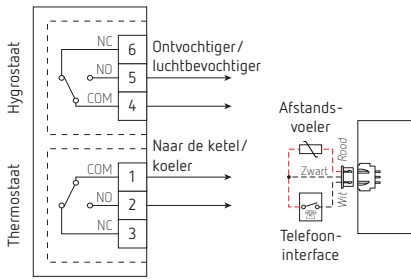 Hygrostaat
NC
6
Ontvochtiger/
luchtbevochtiger
NO
5
COM
4
Thermostaat
Naar de ketel/
koeler
COM
1
NO
2
NC
3
Afstands-
voeler
Rood
Zwart
Wit
Telefoon-
interface